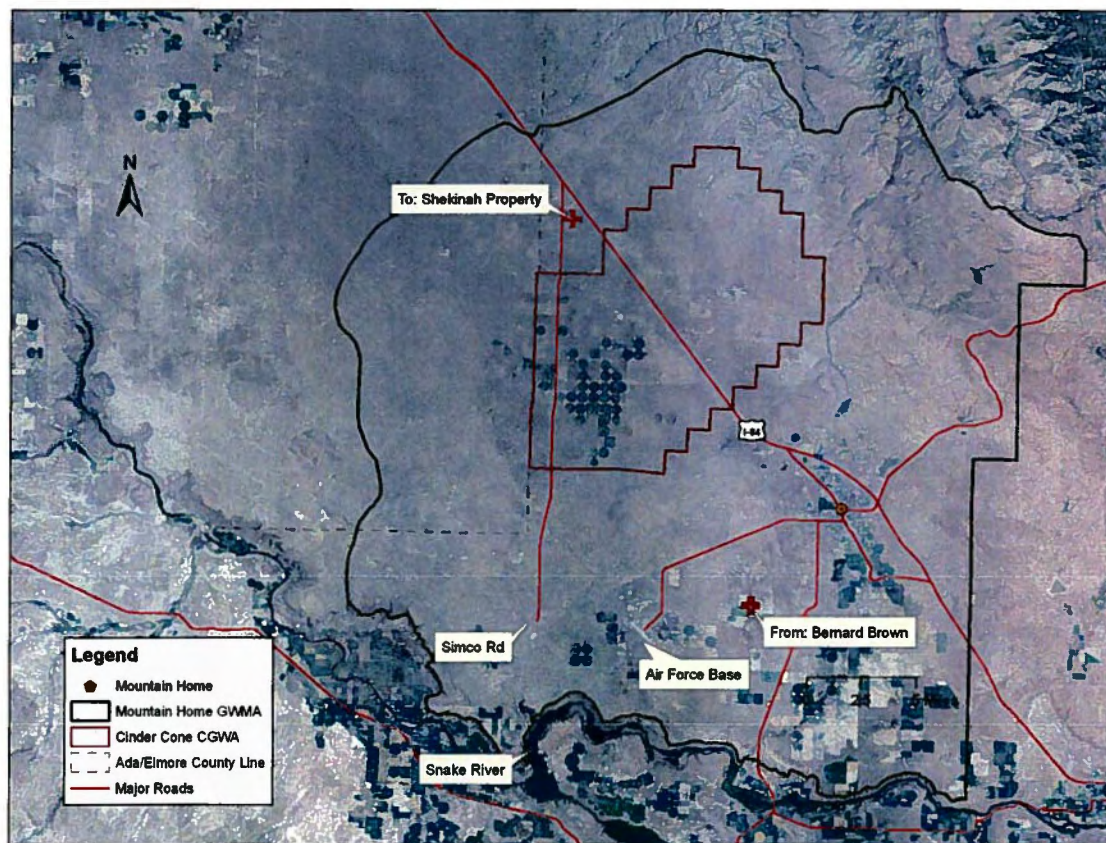 N
To: Shekinah Property
I-84
From: Bernard Brown
Simco Rd
Air Force Base
Snake River
Legend
Mountain Home
Mountain Home GWMA
Cinder Cone CGWA
Ada/Elmore County Line
Major Roads